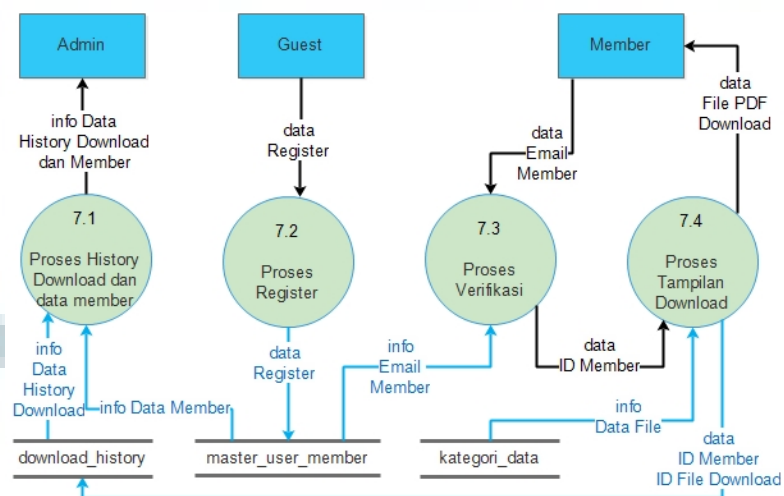 Admin
Guest
Member
info Data
History Download
dan Member
data
Register
data
Email
Member
data
File PDF
Download
7.1
Proses History
Download dan
data member
7.2
Proses
Register
7.3
Proses
Verifikasi
7.4
Proses
Tampilan
Download
info
Data
History
Download
info Data Member
data
Register
info
Email
Member
data
ID Member
info
Data File
data
ID Member
ID File Download
download_history
master_user_member
kategori_data